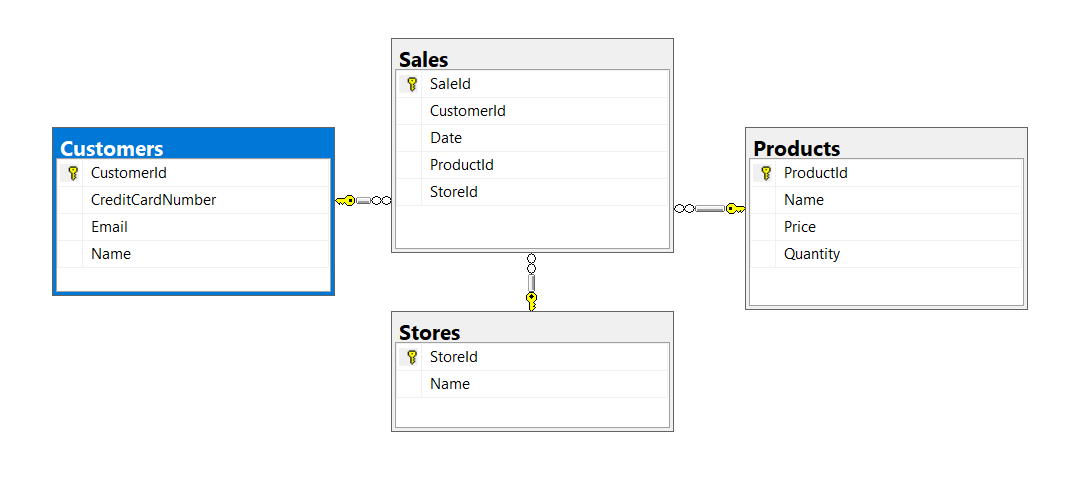 Sales
SaleId
CustomerId
Date
ProductId
StoreId
Customers
CustomerId
CreditCardNumber
Email
Name
Products
ProductId
Name
Price
Quantity
Stores
StoreId
Name